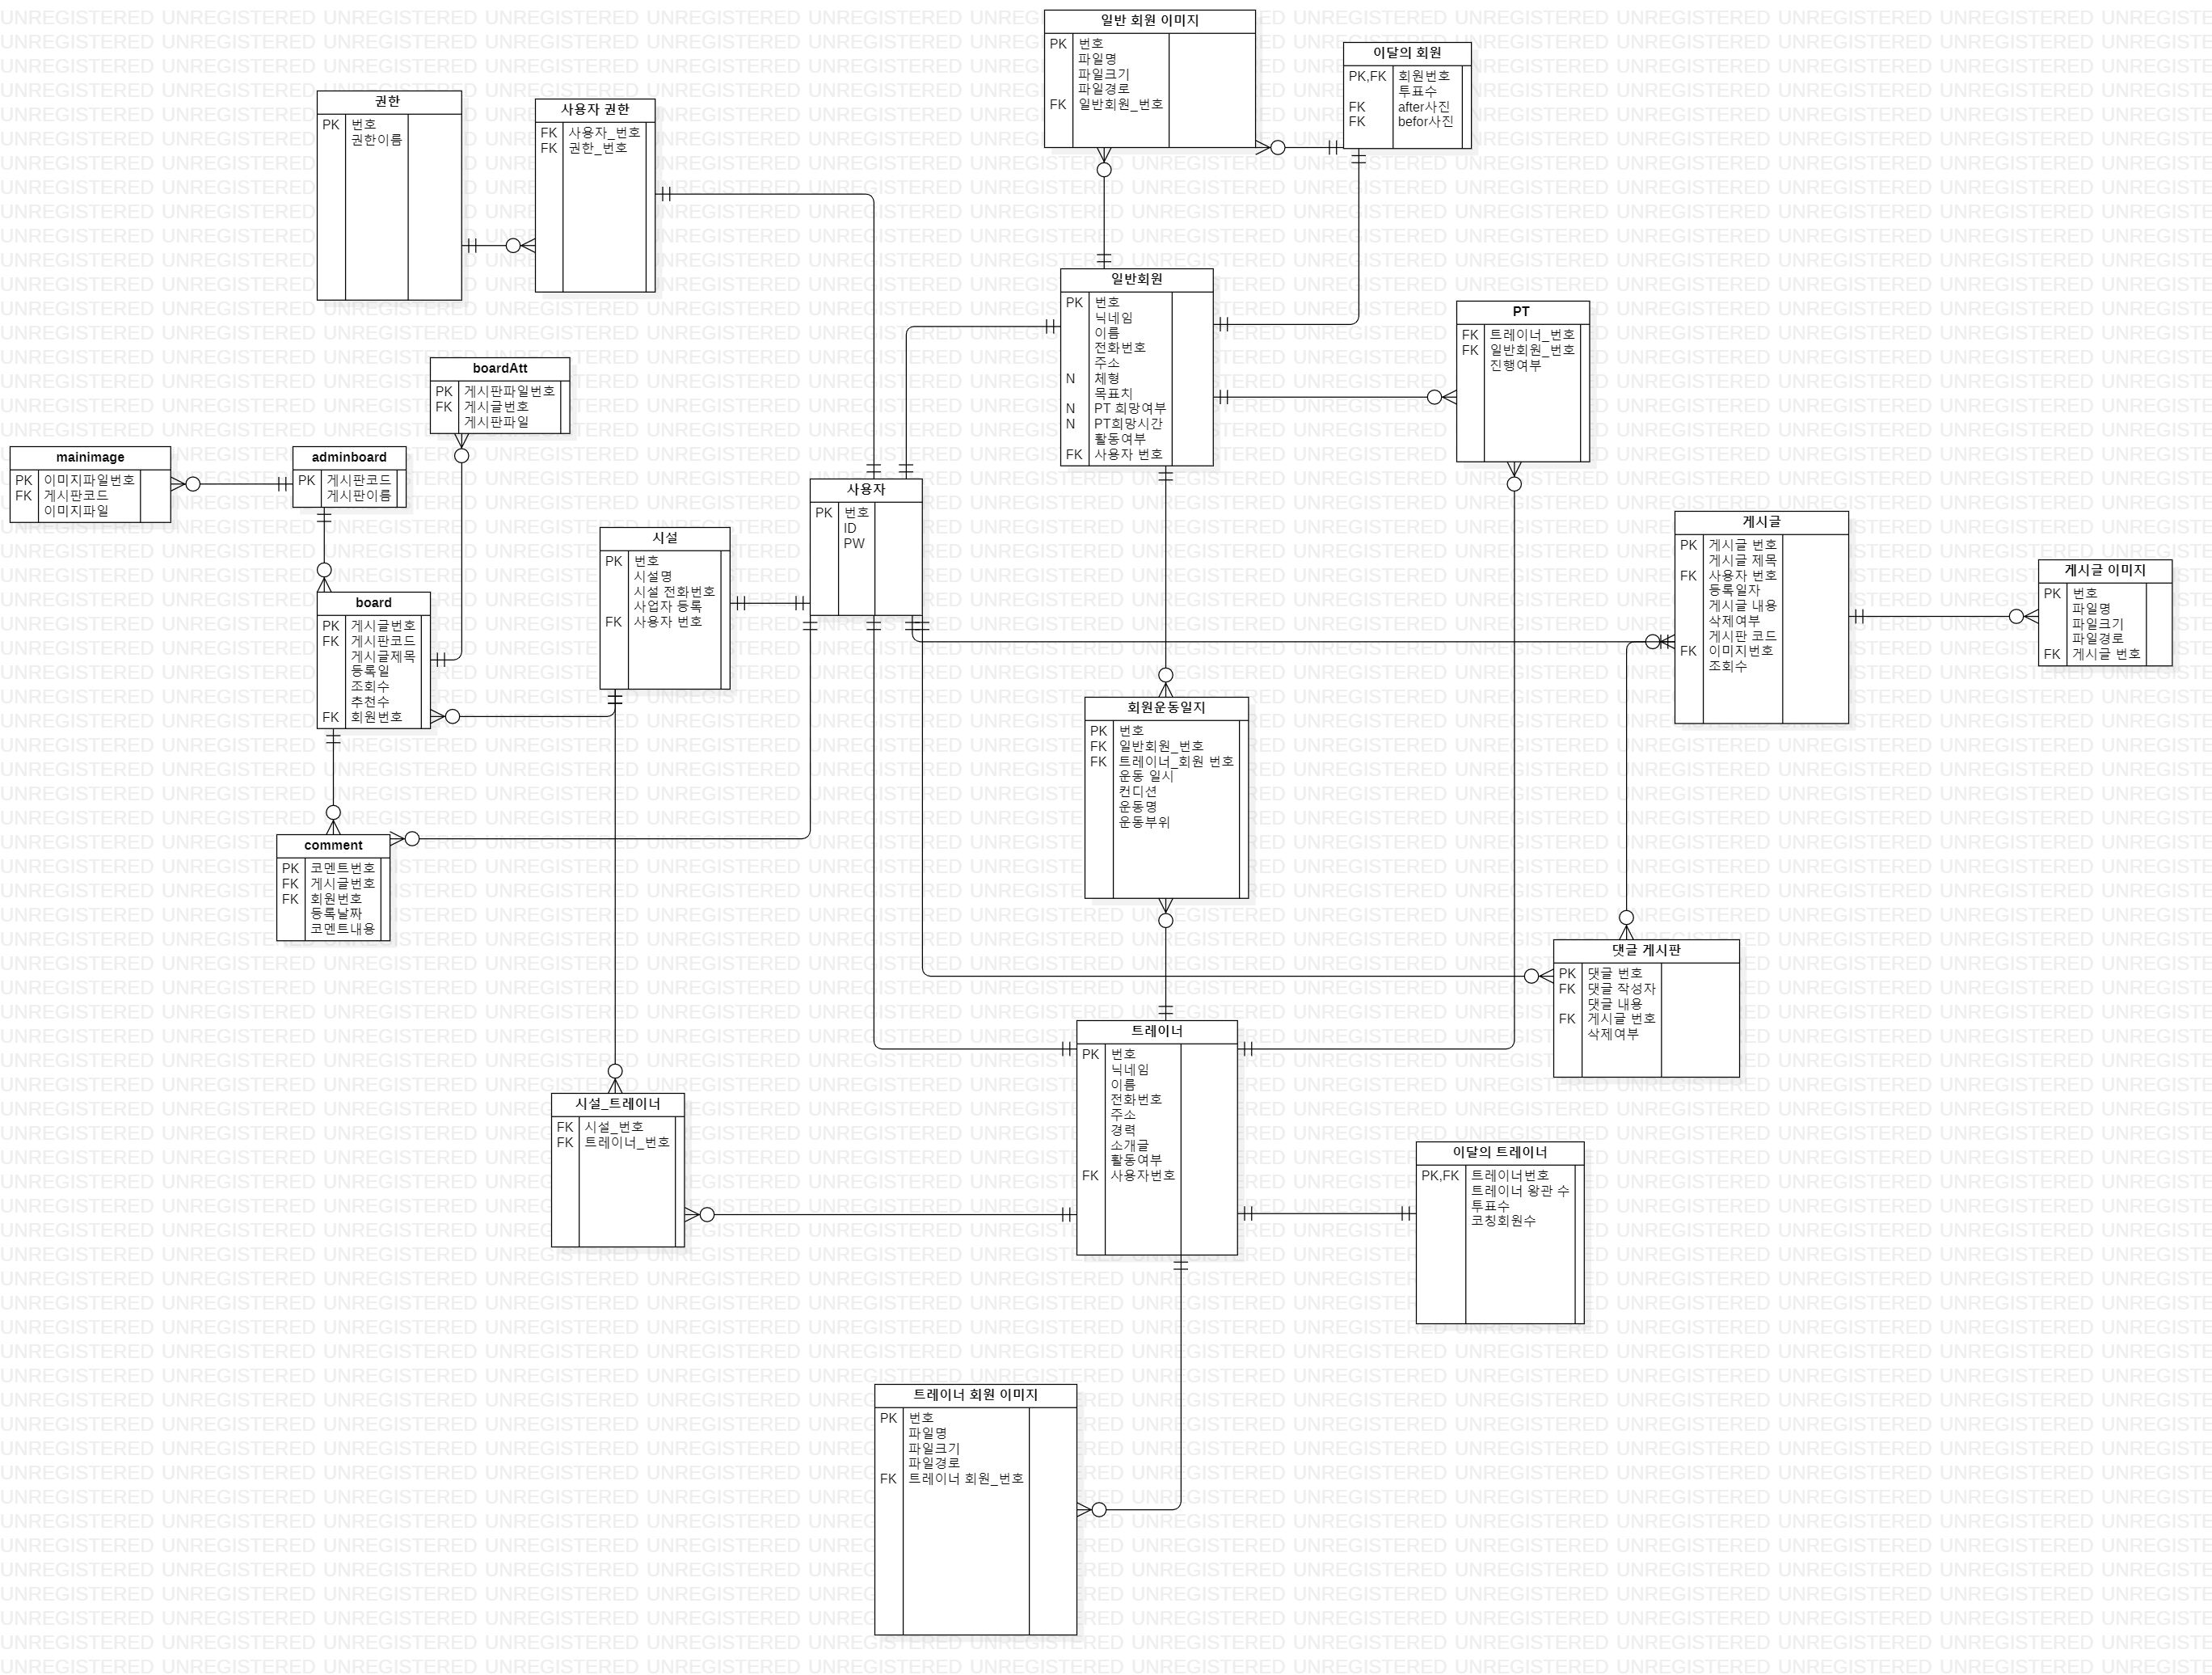 일반 회원 이미지
PK 번호
파일명
파일크기
파일경로
FK 일반회원_번호
이달의 회원
PK,FK 회원번호
투표수
FK after사진
FK befor사진
권한
PK 번호
권한이름
사용자 권한
FK 사용자_번호
FK 권한_번호
일반회원
PK 번호
닉네임
이름
전화번호
주소
N 체형
목표치
N PT 희망여부
N PT희망시간
활동여부
FK 사용자 번호
PT
FK 트레이너_번호
FK 일반회원_번호
진행여부
boardAtt
PK 게시판파일번호
FK 게시글번호
게시판파일
mainimage
PK 이미지파일번호
FK 게시판코드
이미지파일
adminboard
PK 게시판코드
게시판이름
사용자
PK 번호
ID
PW
시설
PK 번호
시설명
시설 전화번호
사업자 등록
FK 사용자 번호
게시글
PK 게시글 번호
게시글 제목
FK 사용자 번호
등록일자
게시글 내용
삭제여부
게시판 코드
FK 이미지번호
조회수
게시글 이미지
PK 번호
파일명
파일크기
파일경로
FK 게시글 번호
board
PK 게시글번호
FK 게시판코드
게시글제목
등록일
조회수
추천수
FK 회원번호
회원운동일지
PK 번호
FK 일반회원_번호
FK 트레이너_회원 번호
운동 일시
컨디션
운동명
운동부위
comment
PK 코멘트번호
FK 게시글번호
FK 회원번호
등록날짜
코멘트내용
댓글 게시판
PK 댓글 번호
FK 댓글 작성자
댓글 내용
FK 게시글 번호
삭제여부
트레이너
PK 번호
닉네임
이름
전화번호
주소
경력
소개글
활동여부
FK 사용자번호
시설_트레이너
FK 시설_번호
FK 트레이너_번호
이달의 트레이너
PK,FK 트레이너번호
트레이너 왕관 수
투표수
코칭회원수
트레이너 회원 이미지
PK 번호
파일명
파일크기
파일경로
FK 트레이너 회원_번호
UNREGISTERED